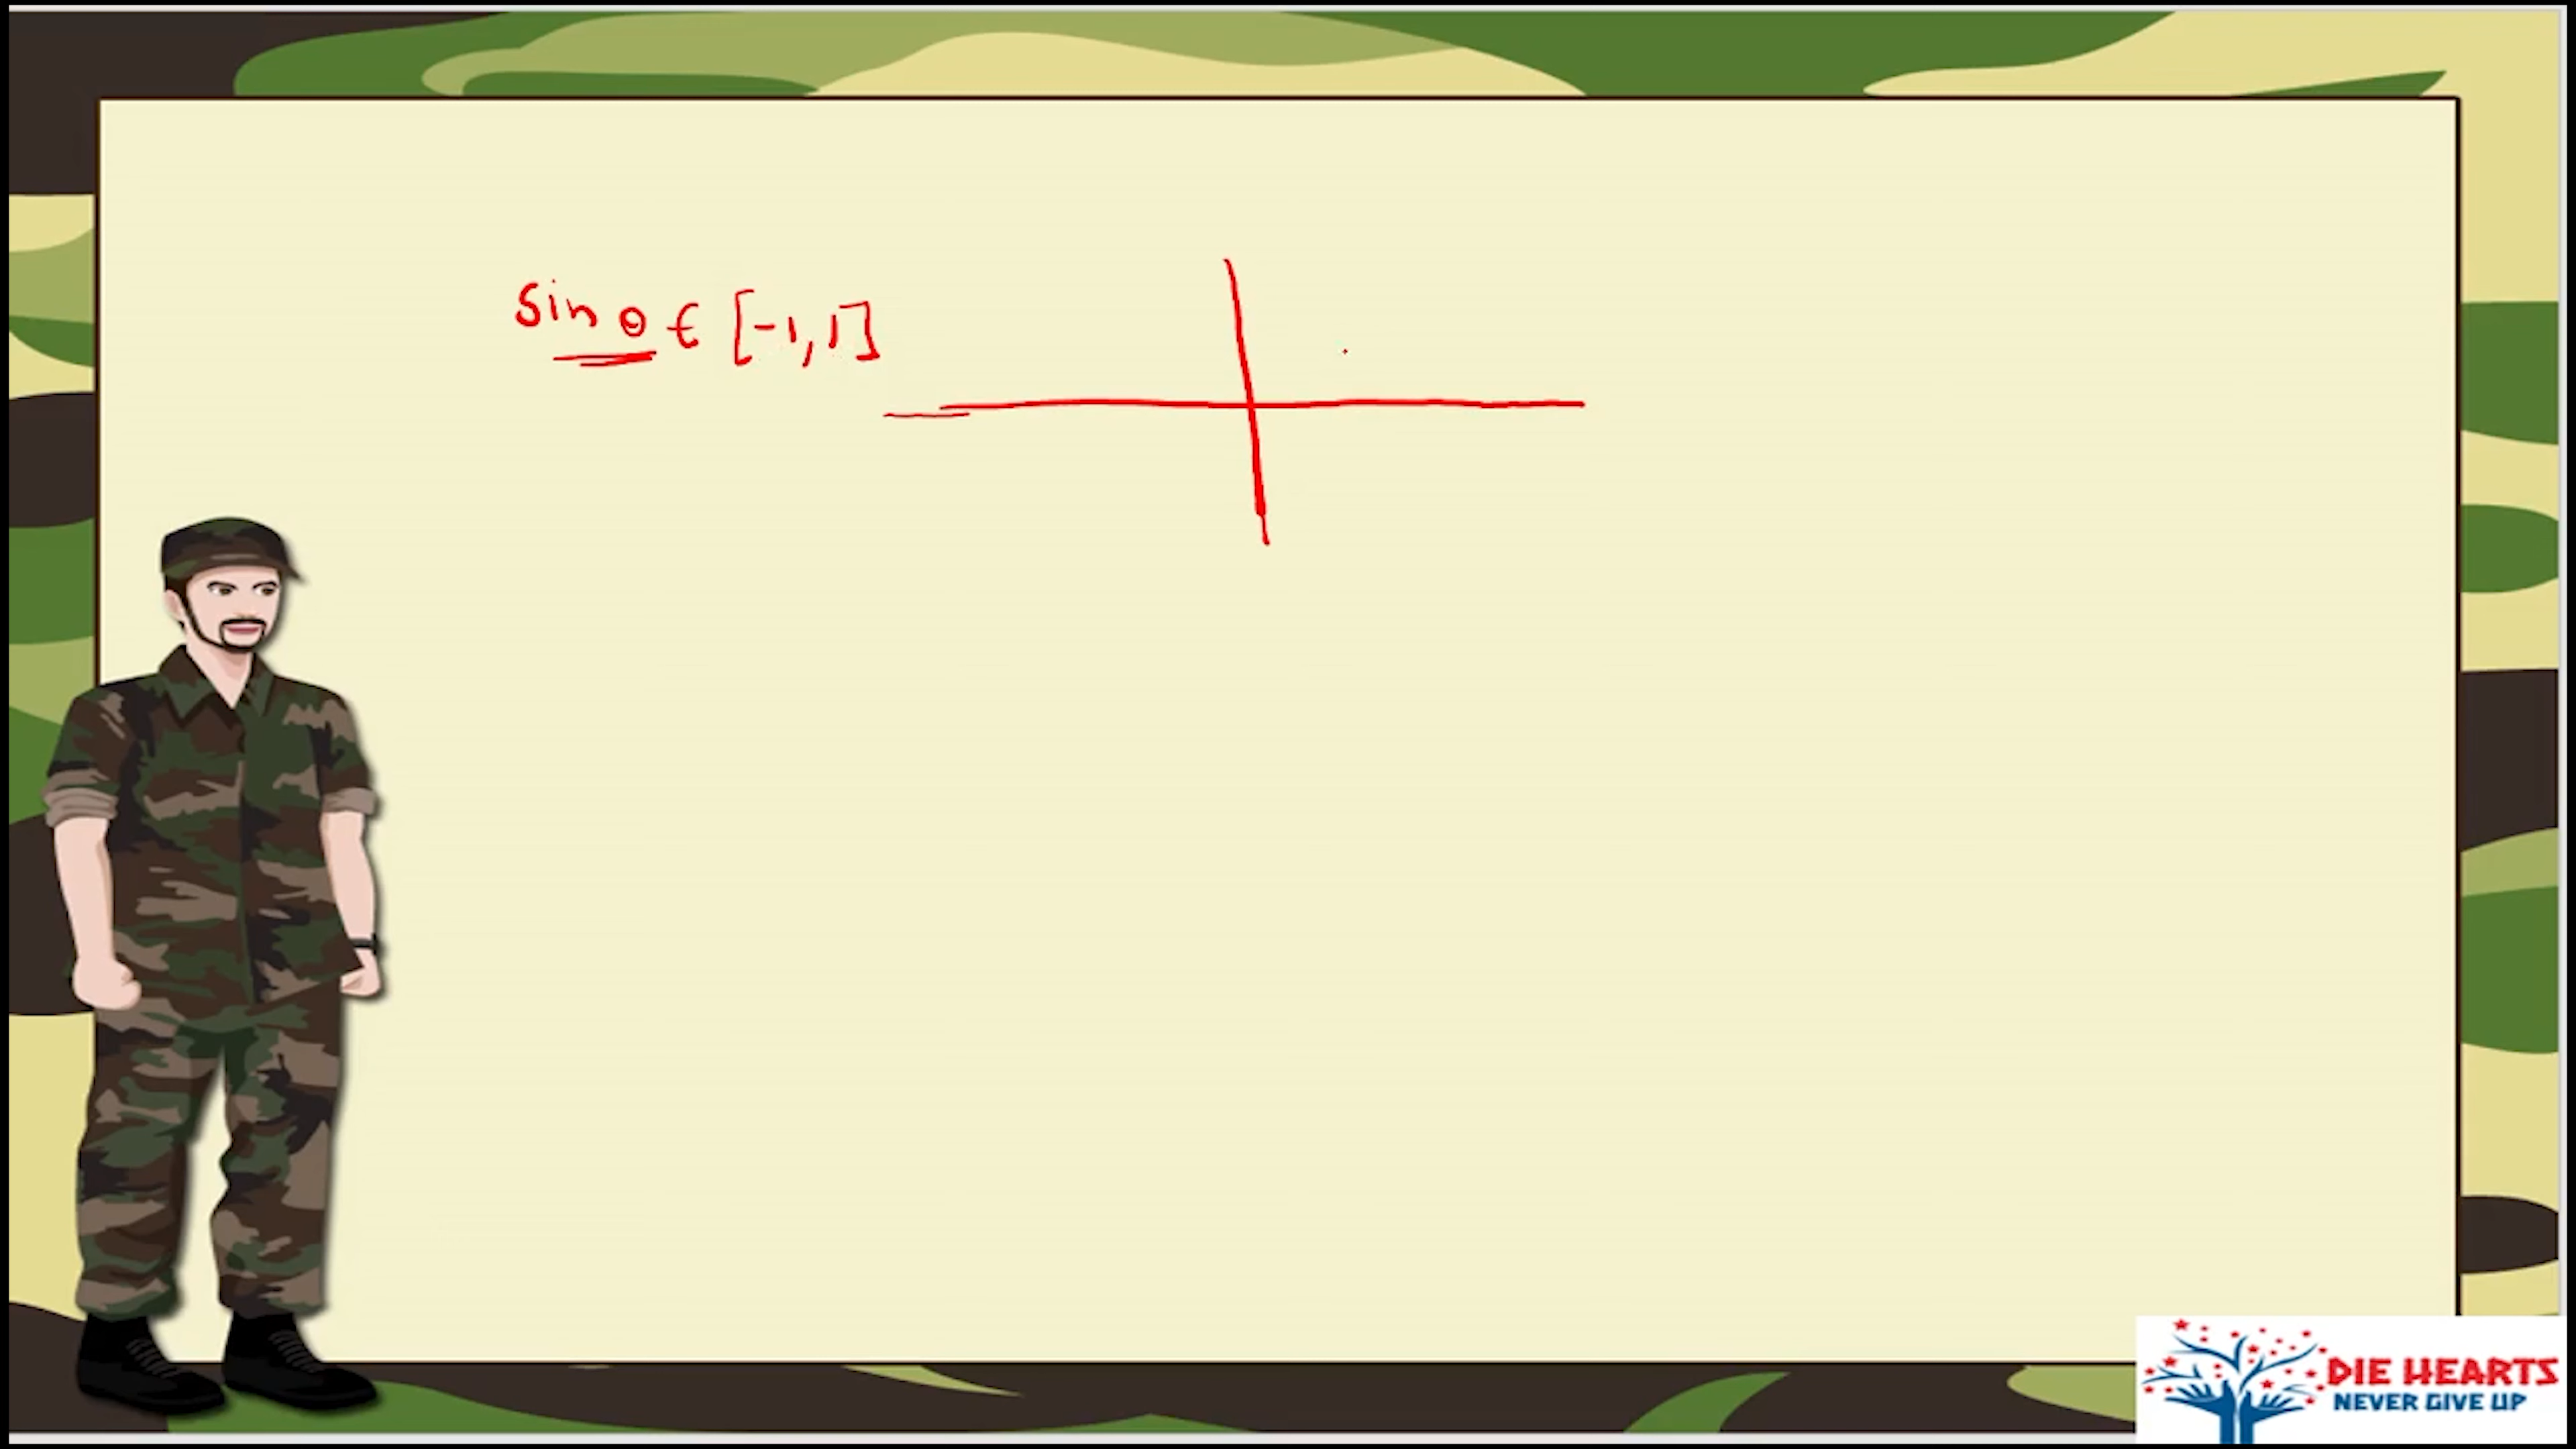 sin θ ∈ [-1, 1]
DIE HEARTS
NEVER GIVE UP